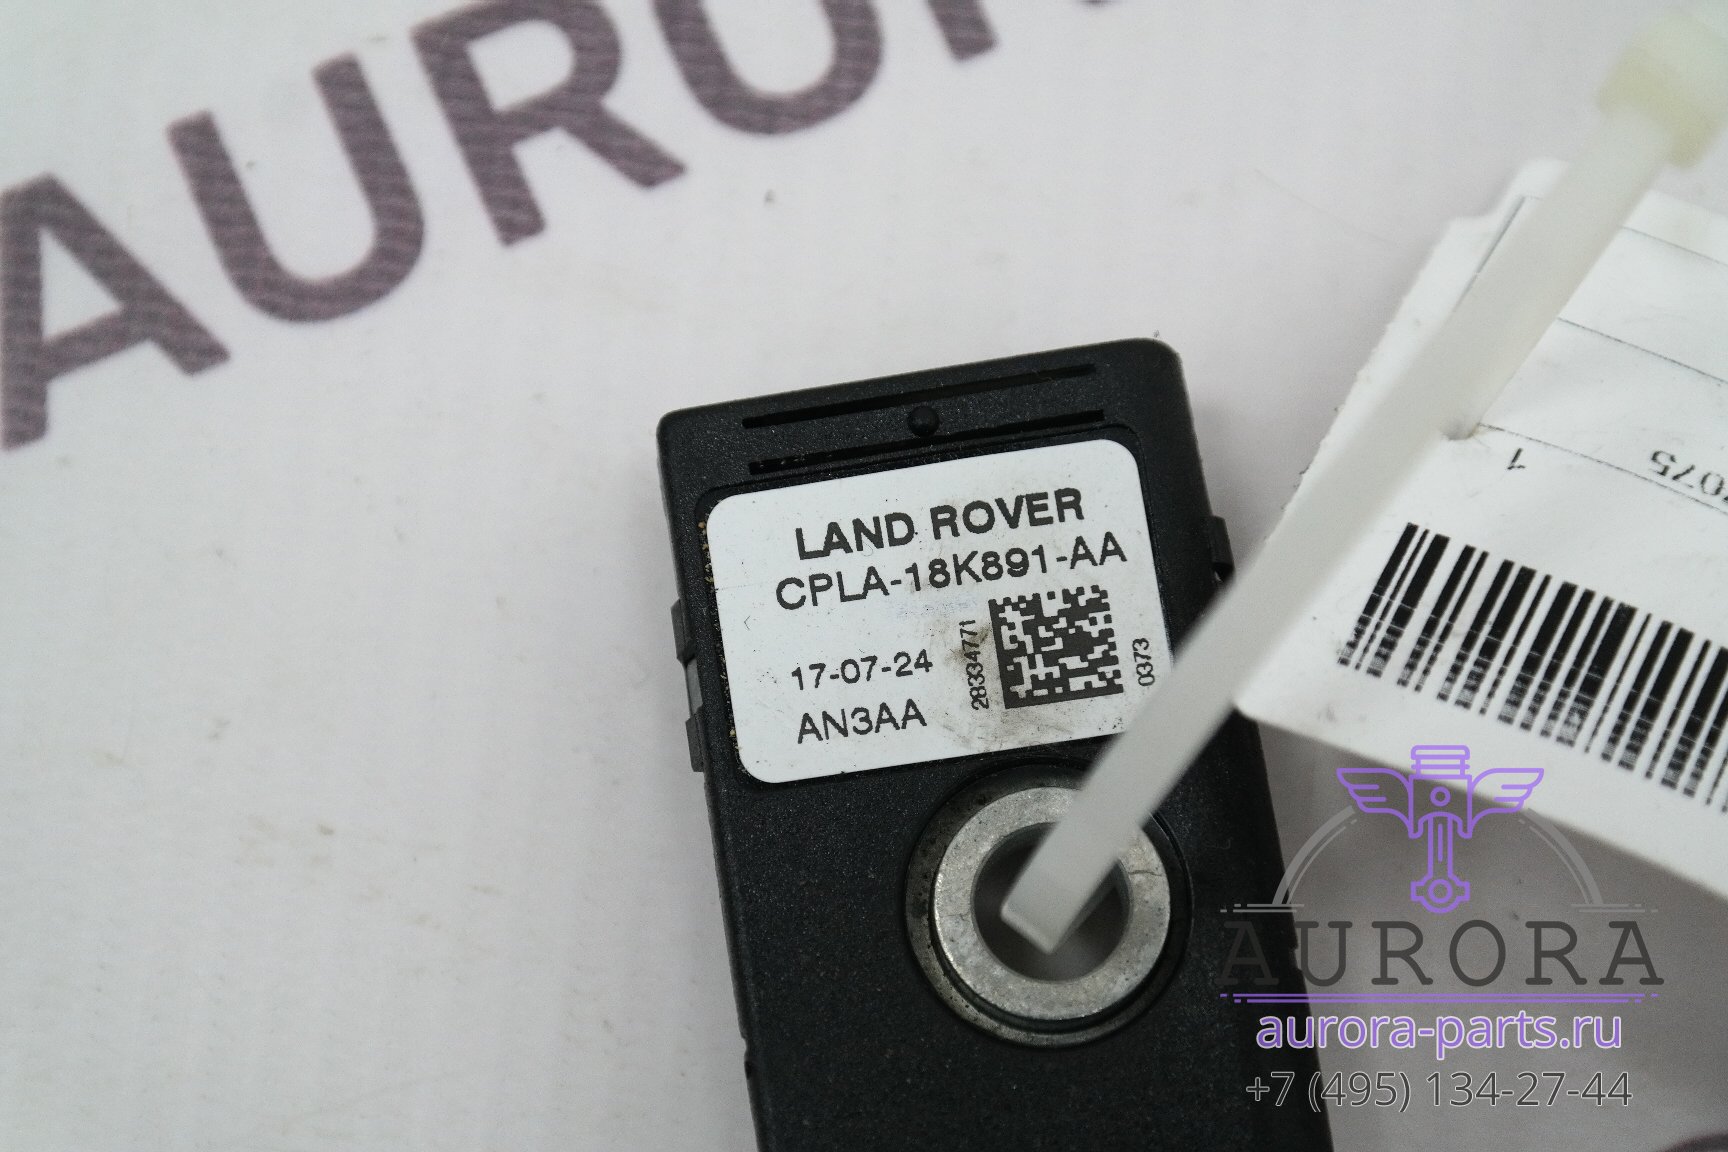 LAND ROVER
CPLA-18K891-AA
17-07-24
AN3AA
28334771
0373
1
AURORA
aurora-parts.ru
+7 (495) 134-27-44